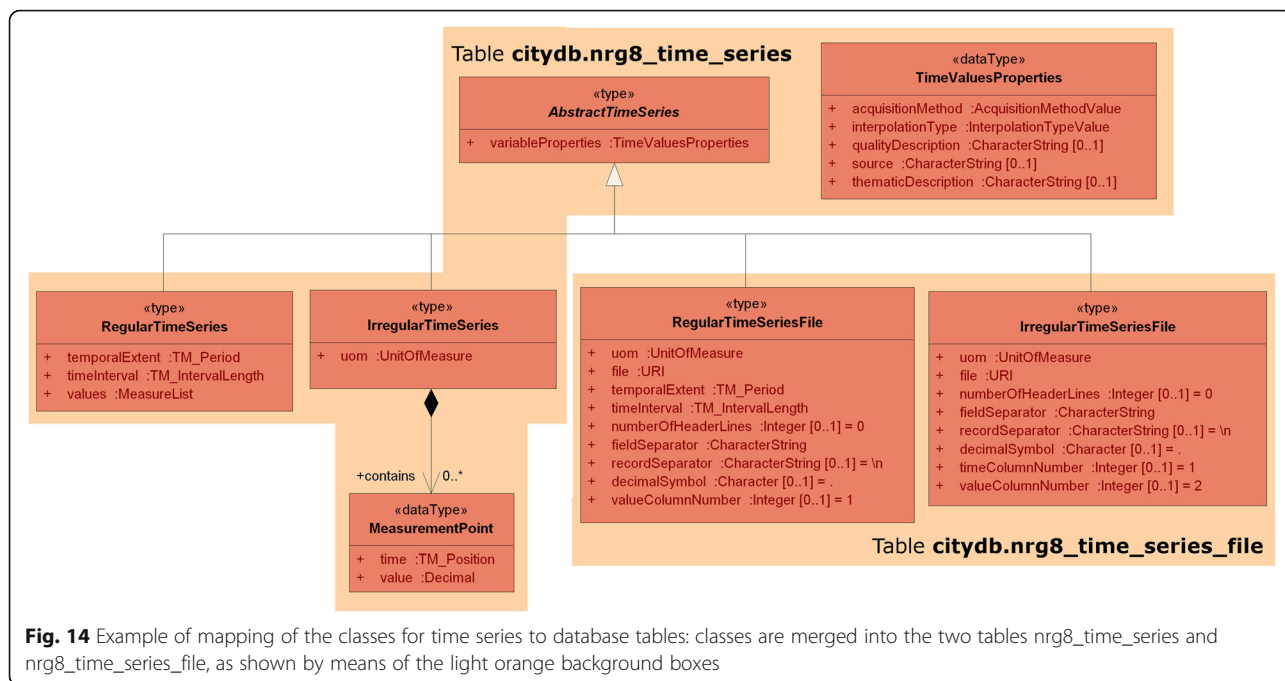 Table citydb.nrg8_time_series
«type»
AbstractTimeSeries
+ variableProperties :TimeValuesProperties
«dataType»
TimeValuesProperties
+ acquisitionMethod :AcquisitionMethodValue
+ interpolationType :InterpolationTypeValue
+ qualityDescription :CharacterString [0..1]
+ source :CharacterString [0..1]
+ thematicDescription :CharacterString [0..1]
«type»
RegularTimeSeries
+ temporalExtent :TM_Period
+ timeInterval :TM_IntervalLength
+ values :MeasureList
«type»
IrregularTimeSeries
+ uom :UnitOfMeasure
+contains 0..*
«dataType»
MeasurementPoint
+ time :TM_Position
+ value :Decimal
«type»
RegularTimeSeriesFile
+ uom :UnitOfMeasure
+ file :URI
+ temporalExtent :TM_Period
+ timeInterval :TM_IntervalLength
+ numberOfHeaderLines :Integer [0..1] = 0
+ fieldSeparator :CharacterString
+ recordSeparator :CharacterString [0..1] = \n
+ decimalSymbol :Character [0..1] = .
+ valueColumnNumber :Integer [0..1] = 1
«type»
IrregularTimeSeriesFile
+ uom :UnitOfMeasure
+ file :URI
+ numberOfHeaderLines :Integer [0..1] = 0
+ fieldSeparator :CharacterString
+ recordSeparator :CharacterString [0..1] = \n
+ decimalSymbol :Character [0..1] = .
+ timeColumnNumber :Integer [0..1] = 1
+ valueColumnNumber :Integer [0..1] = 2
Table citydb.nrg8_time_series_file
Fig. 14 Example of mapping of the classes for time series to database tables: classes are merged into the two tables nrg8_time_series and
nrg8_time_series_file, as shown by means of the light orange background boxes